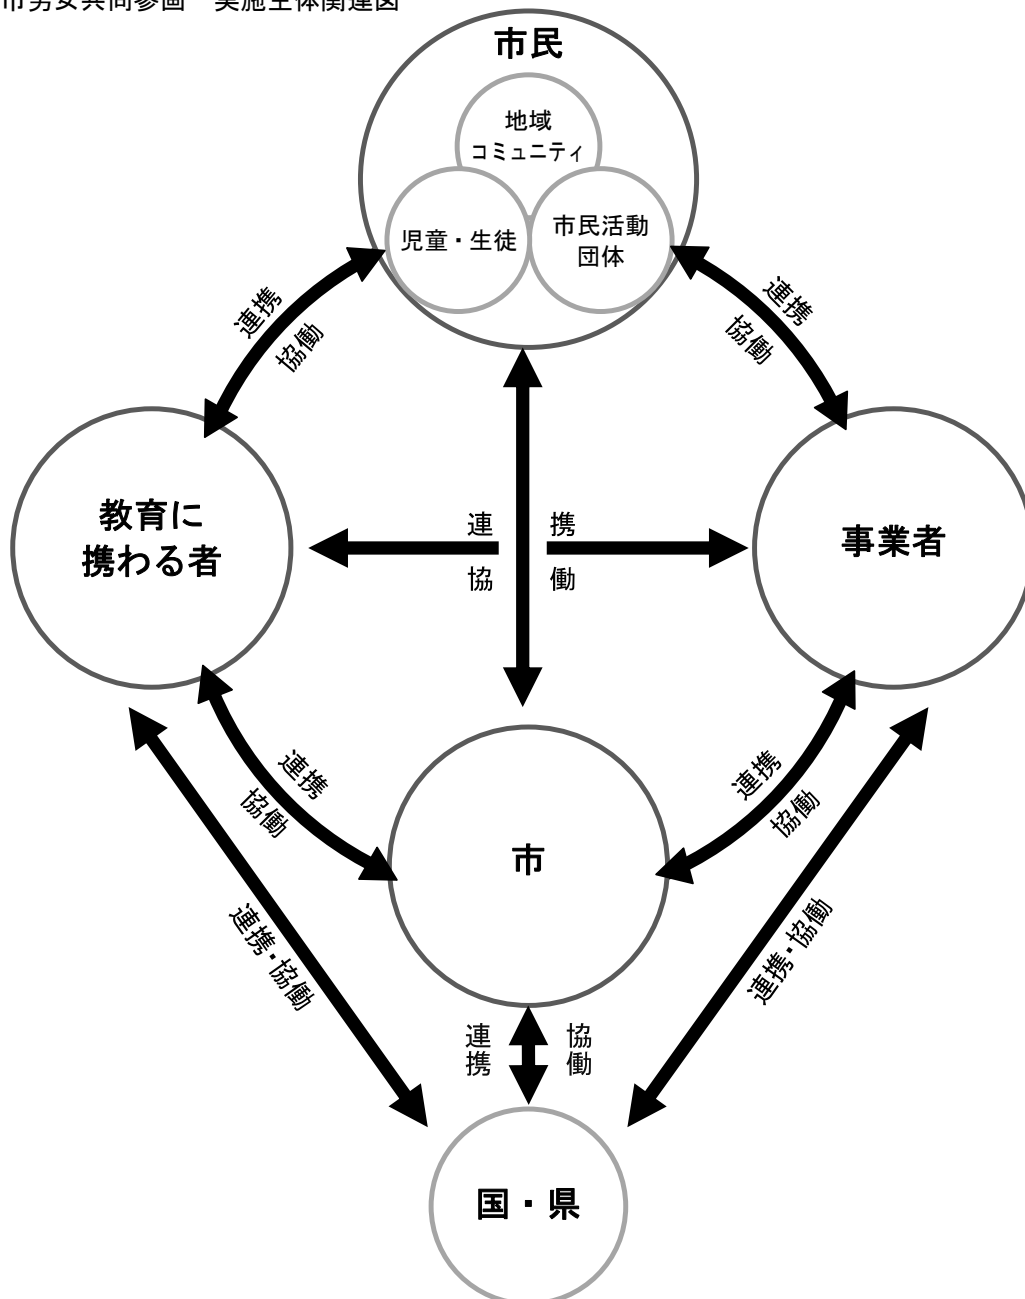 市男女共同参画　実施主体関連図
市民
地域
コミュニティ
児童・生徒
市民活動
団体
連携
協働
連携
協働
教育に
携わる者
連携
協働
事業者
連携
協働
連携
協働
市
連携・協働
連携・協働
連携
協働
国・県